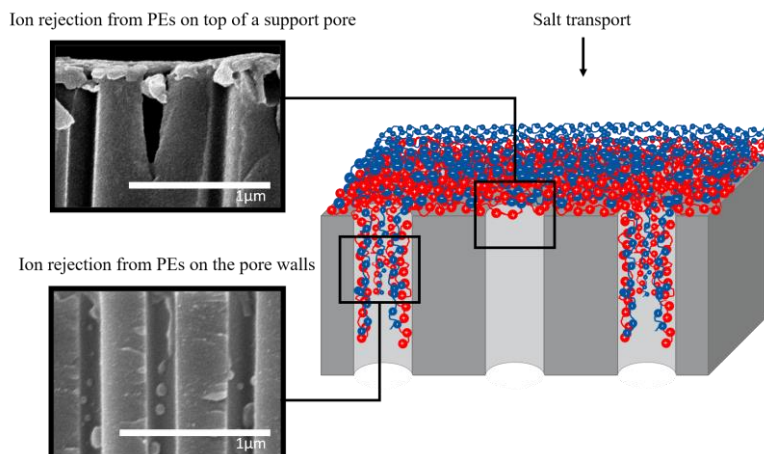 Ion rejection from PEs on top of a support pore
Salt transport
1μm
Ion rejection from PEs on the pore walls
1μm